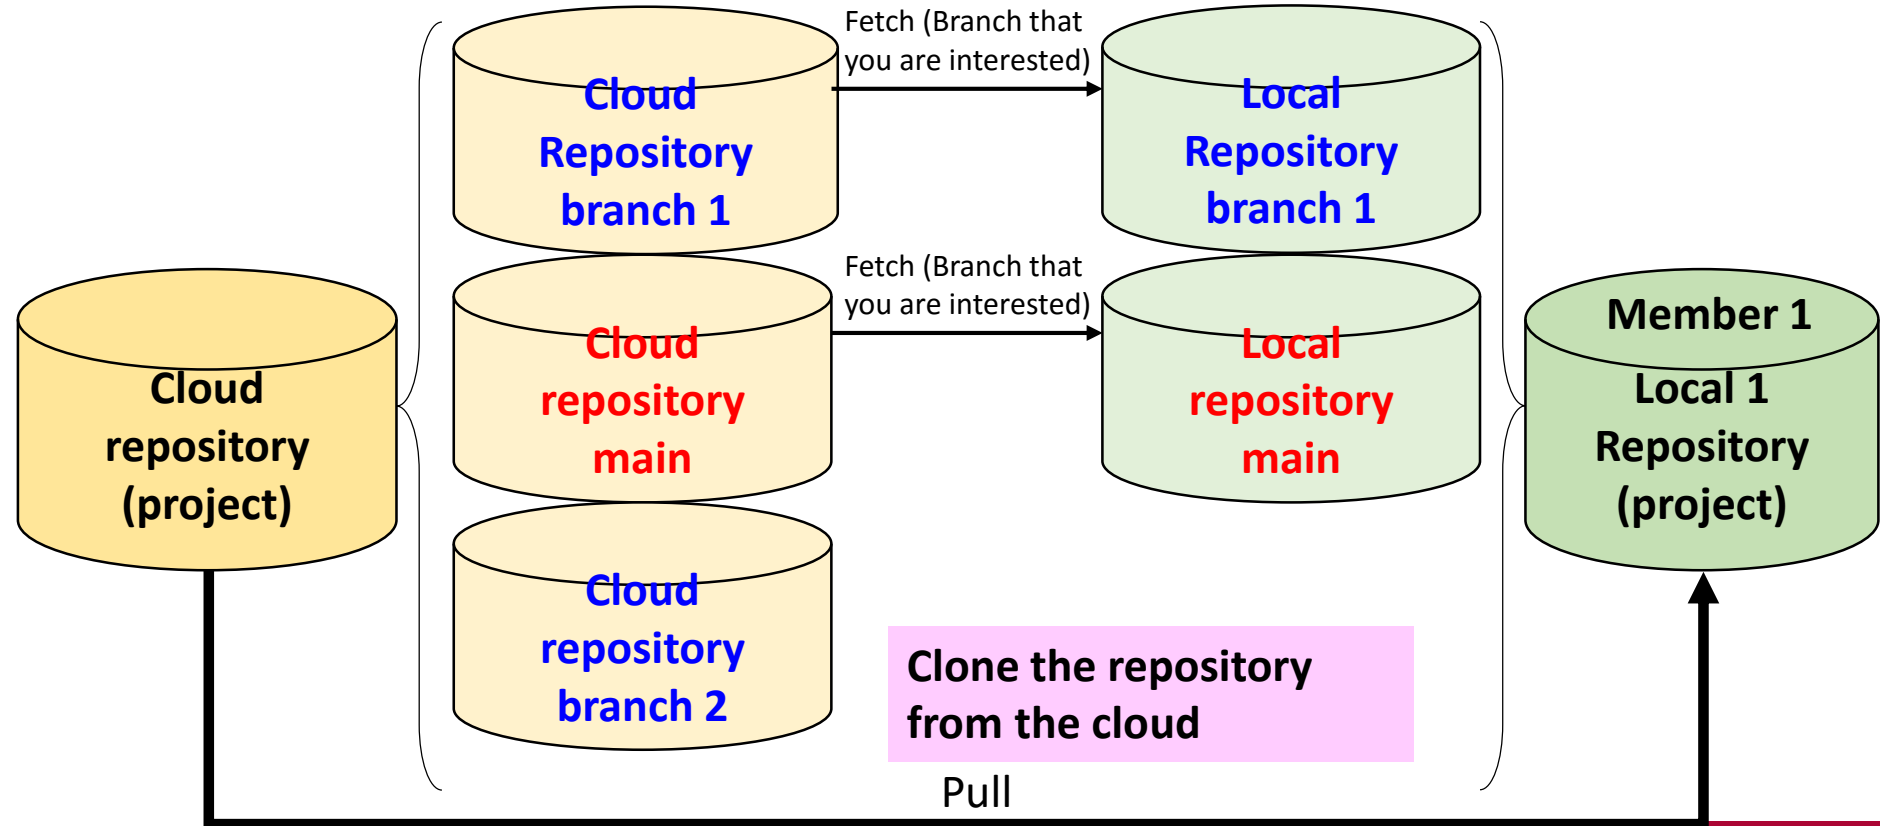 Fetch (Branch that
you are interested)
Cloud
Repository
branch 1
Local
Repository
branch 1
Fetch (Branch that
you are interested)
Cloud
repository
main
Local
repository
main
Cloud
repository
(project)
Member 1
Local 1
Repository
(project)
Cloud
repository
branch 2
Clone the repository
from the cloud
Pull